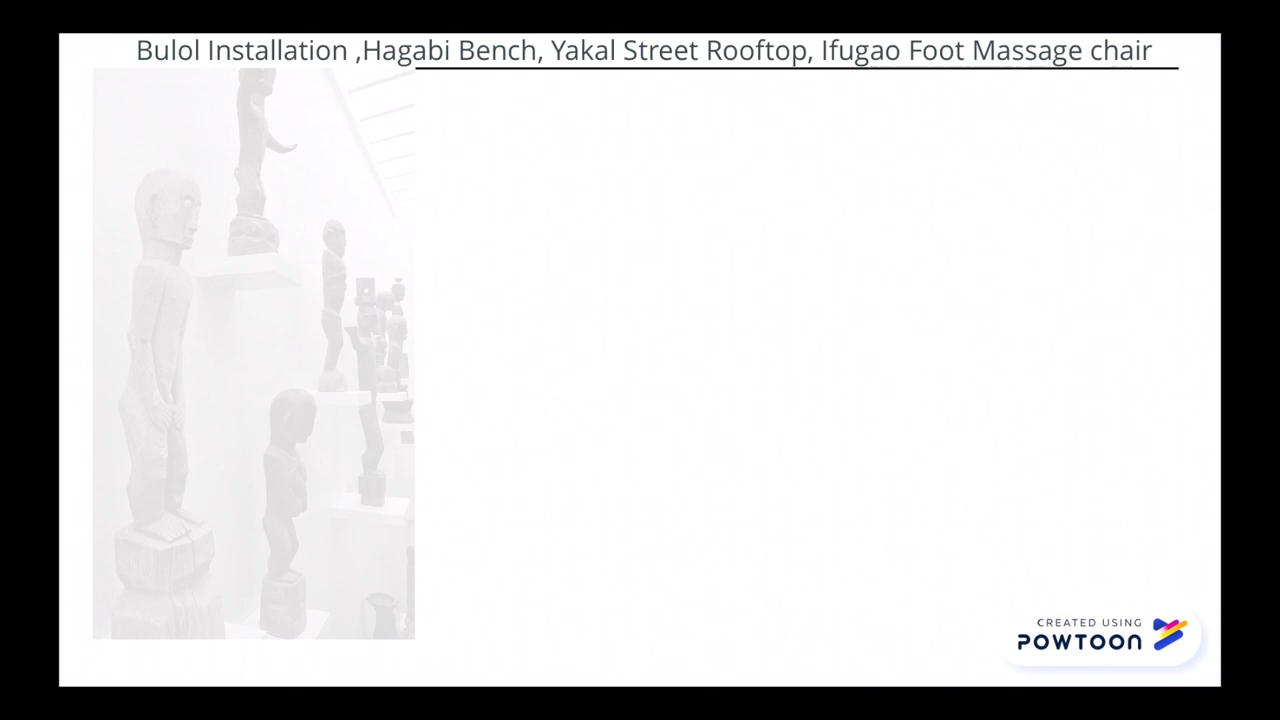 Bulol Installation ,Hagabi Bench, Yakal Street Rooftop, Ifugao Foot Massage chair
CREATED USING
POWTOON